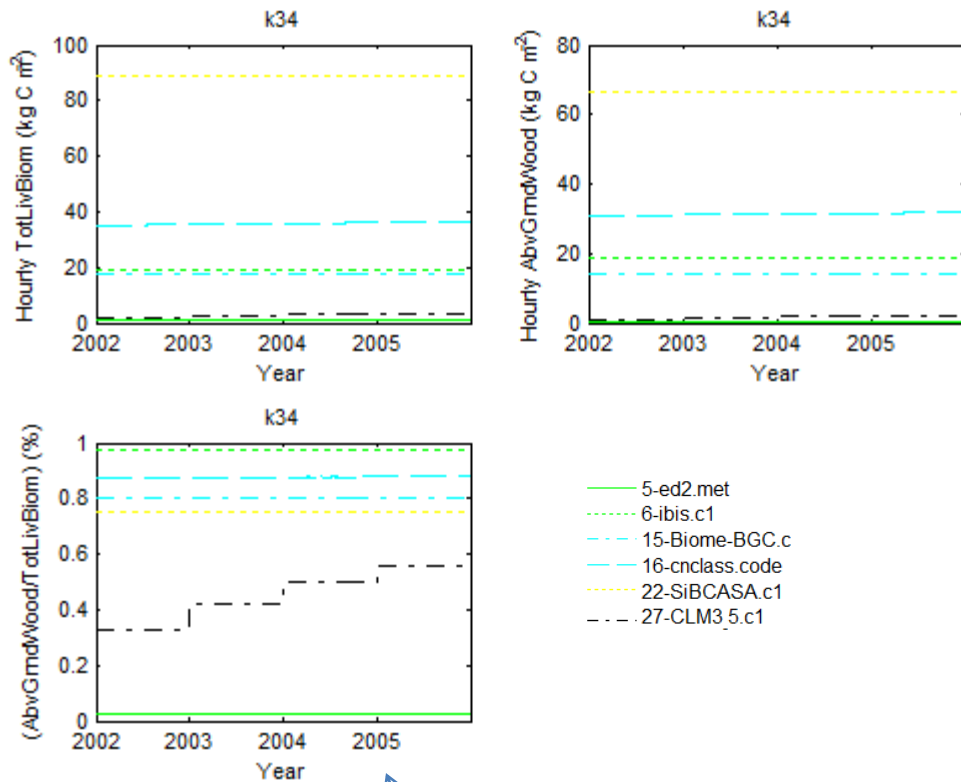 k34
Hourly TotLivBiom (kg C m²)
100
80
60
40
20
0
2002
2003
2004
2005
Year
k34
Hourly AbvGrndWood (kg C m²)
80
60
40
20
0
2002
2003
2004
2005
Year
k34
(AbvGrndWood/TotLivBiom) (%)
1
0.8
0.6
0.4
0.2
0
2002
2003
2004
2005
Year
5-ed2.met
6-ibis.c1
15-Biome-BGC.c
16-cnclass.code
22-SiBCASA.c1
27-CLM3_5.c1